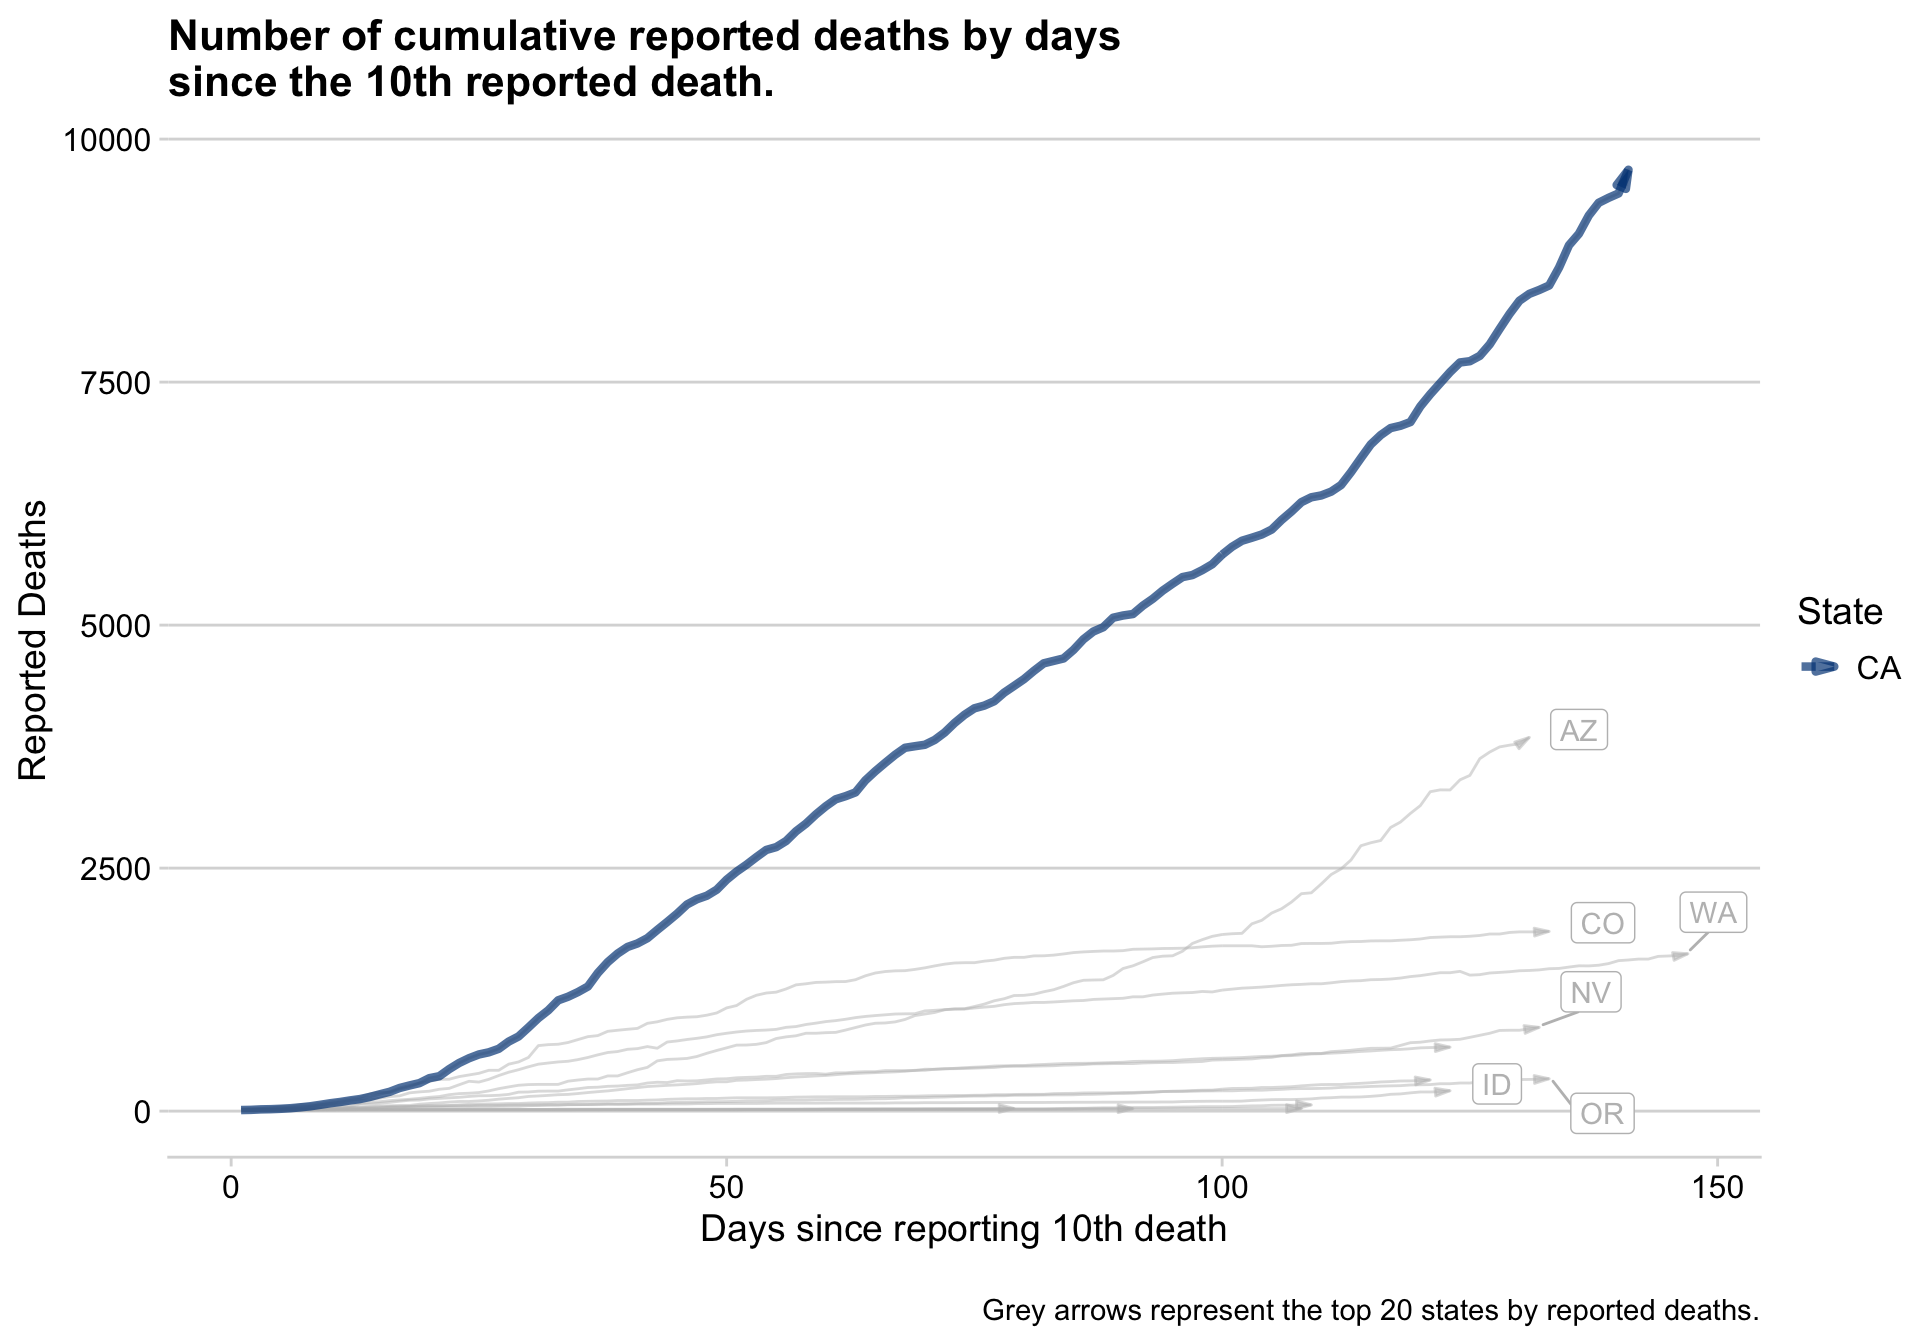 Number of cumulative reported deaths by days
since the 10th reported death.
10000
7500
5000
2500
0
Reported Deaths
AZ
CO
WA
NV
ID
OR
State
CA
0 50 100 150
Days since reporting 10th death
Grey arrows represent the top 20 states by reported deaths.